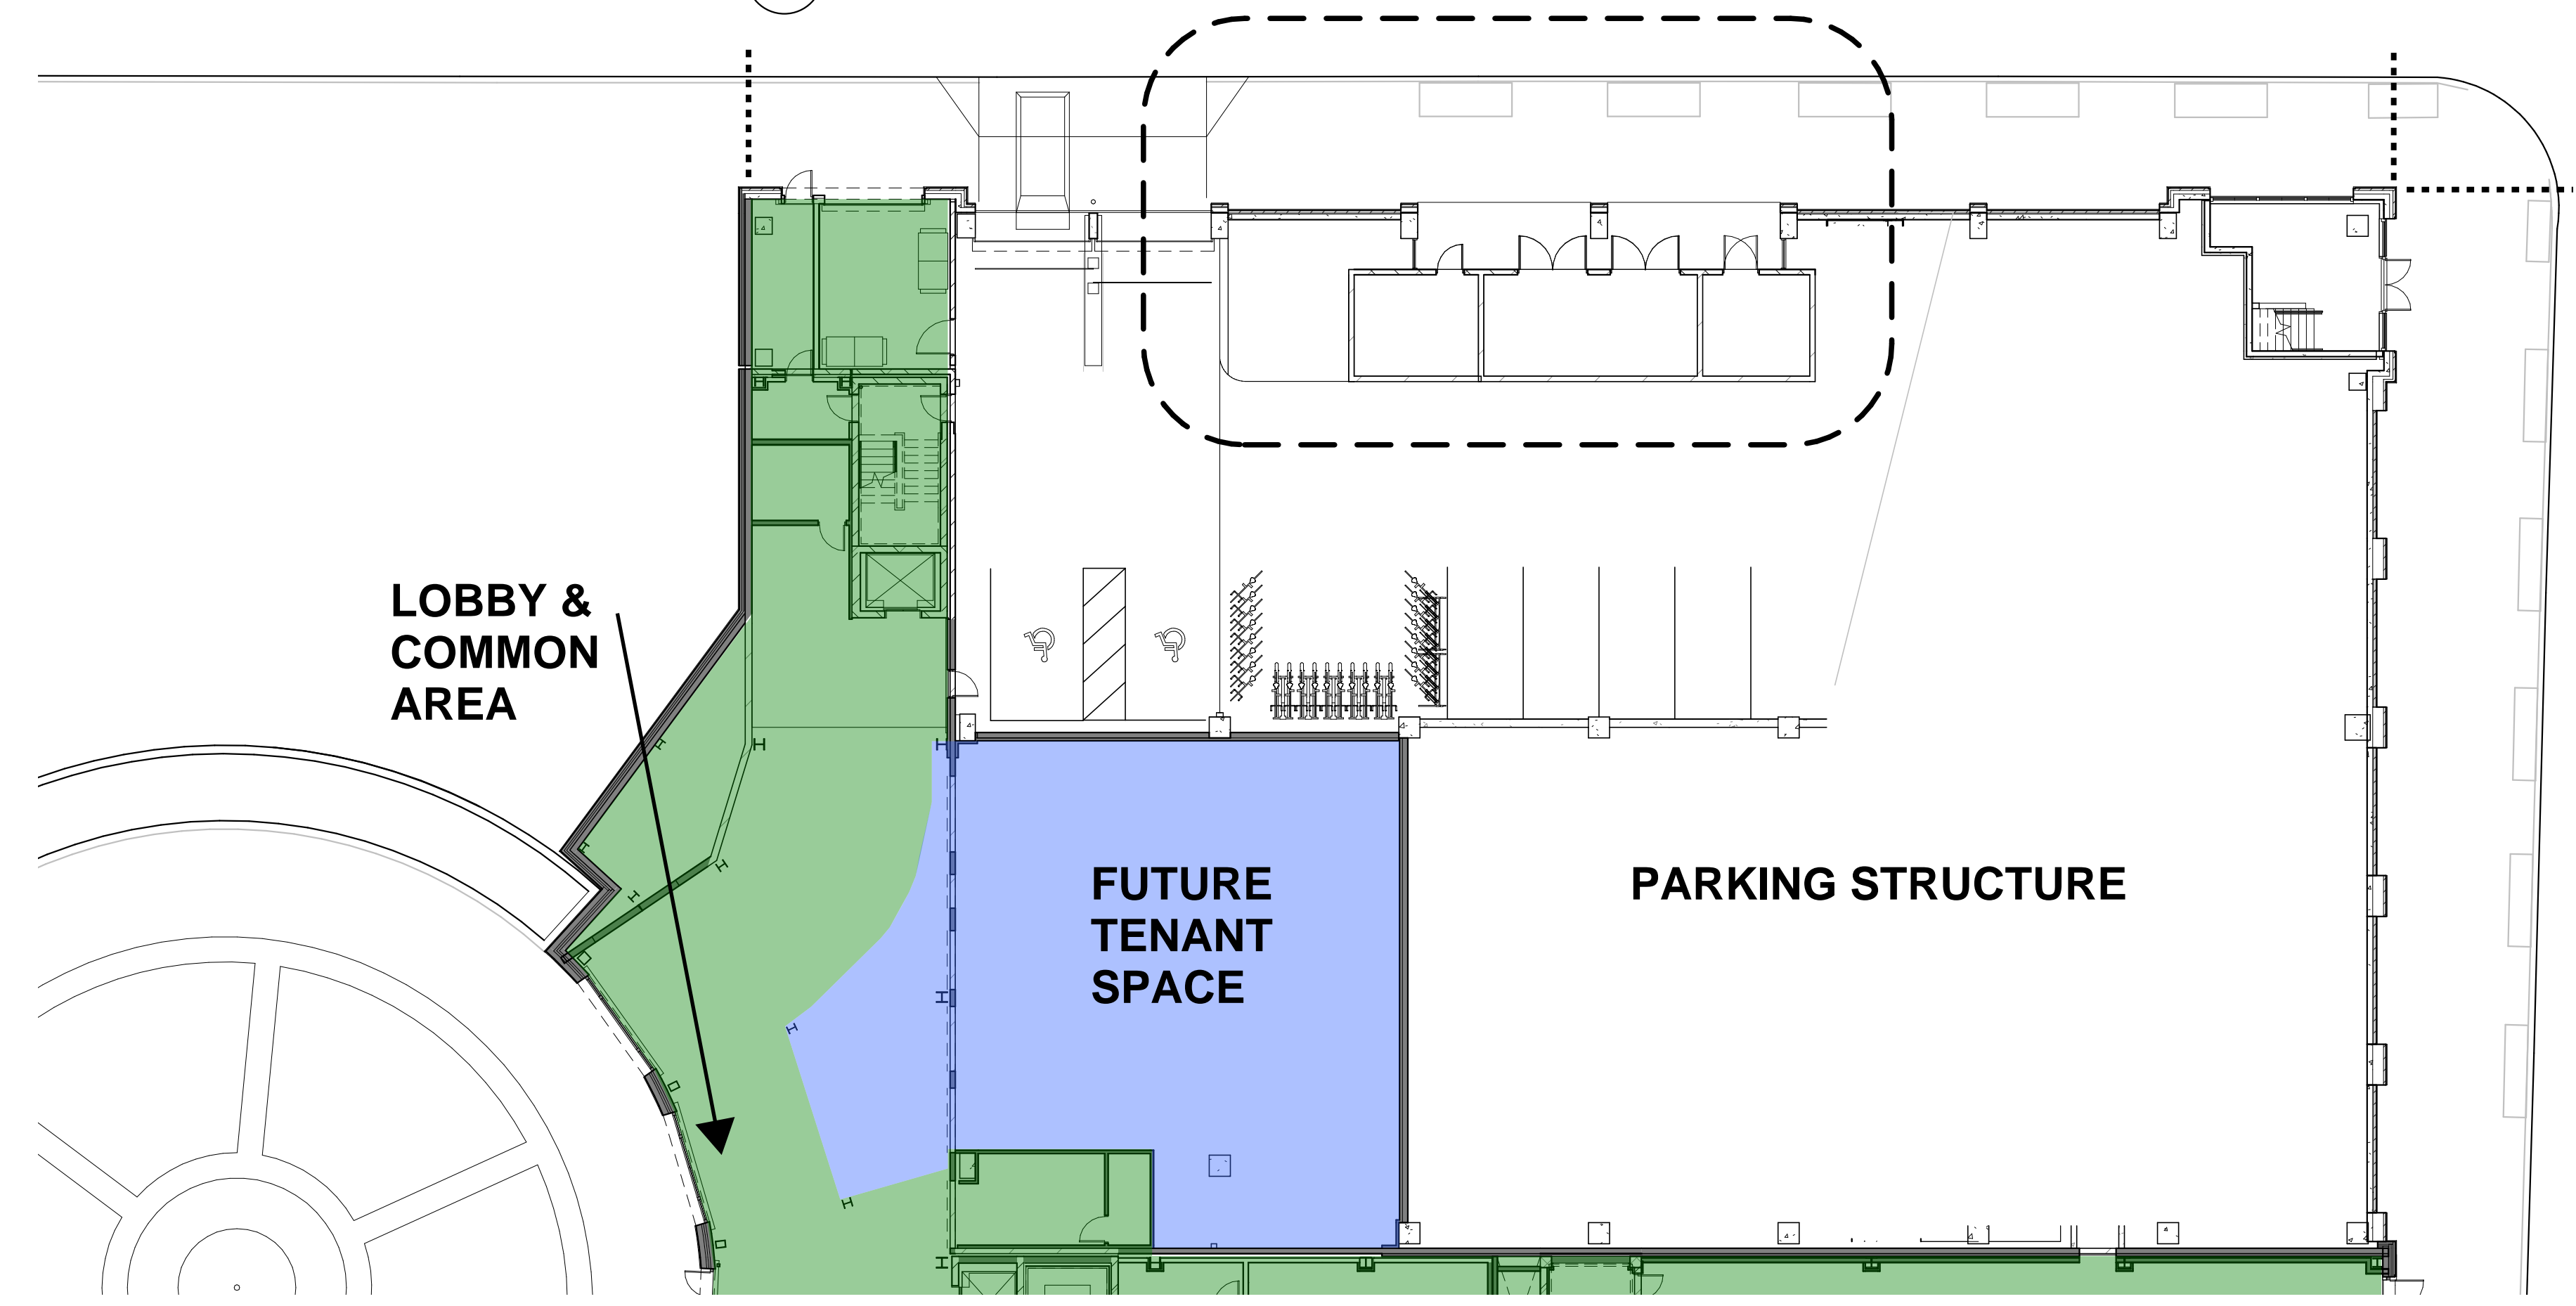 LOBBY &
COMMON
AREA
FUTURE
TENANT
SPACE
PARKING STRUCTURE